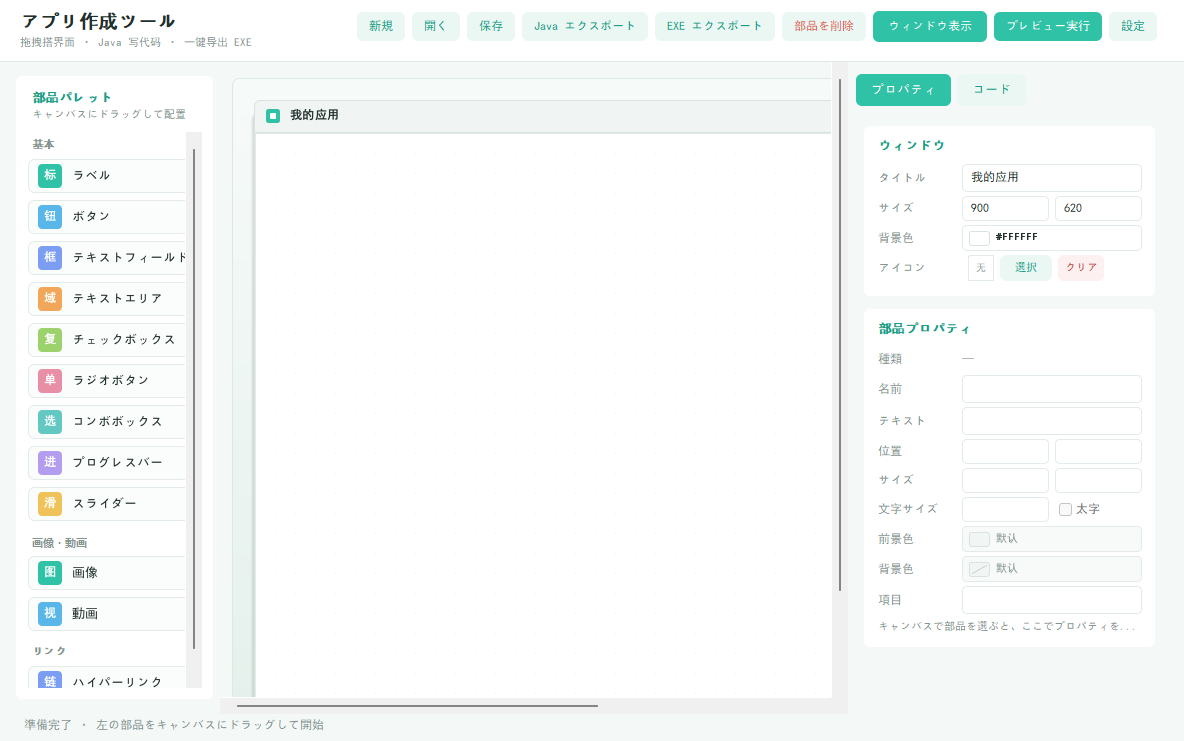 アプリ作成ツール
拖拽搭界面 · Java 写代码 · 一键导出 EXE
新規
開く
保存
Java エクスポート
EXE エクスポート
部品を削除
ウィンドウ表示
プレビュー実行
設定
部品パレット
キャンバスにドラッグして配置
基本
标 ラベル
钮 ボタン
框 テキストフィールド
域 テキストエリア
复 チェックボックス
单 ラジオボタン
选 コンボボックス
进 プログレスバー
滑 スライダー
画像・動画
图 画像
视 動画
リンク
链 ハイパーリンク
我的应用
プロパティ
コード
ウィンドウ
タイトル 我的应用
サイズ 900 620
背景色 #FFFFFF
アイコン 无 選択 クリア
部品プロパティ
種類 —
名前
テキスト
位置
サイズ
文字サイズ 太字
前景色 默认
背景色 默认
項目
キャンバスで部品を選ぶと、ここでプロパティを...
準備完了 · 左の部品をキャンバスにドラッグして開始